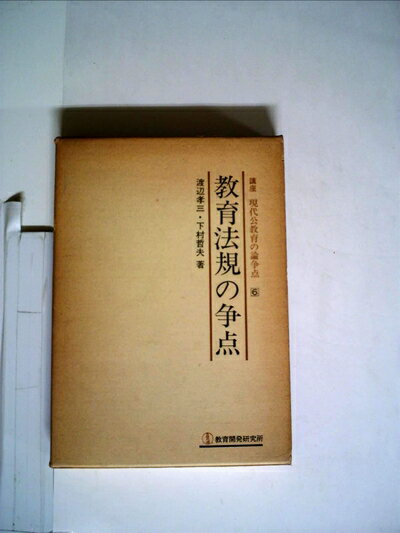 講座 現代公教育の論争点 6
教育法規の争点
渡辺孝三・下村哲夫 著
教育開発研究所